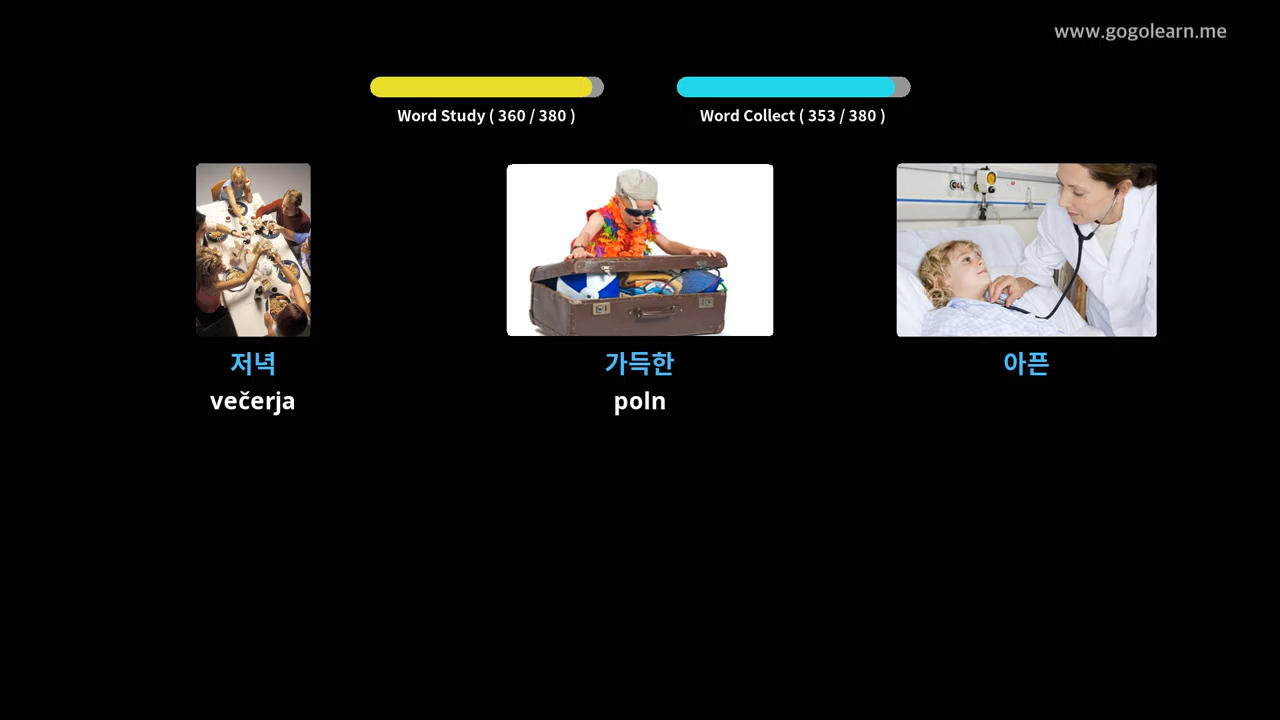 www.gogolearn.me
Word Study ( 360 / 380 )
Word Collect ( 353 / 380 )
저녁
가득한
아픈
večerja
poln